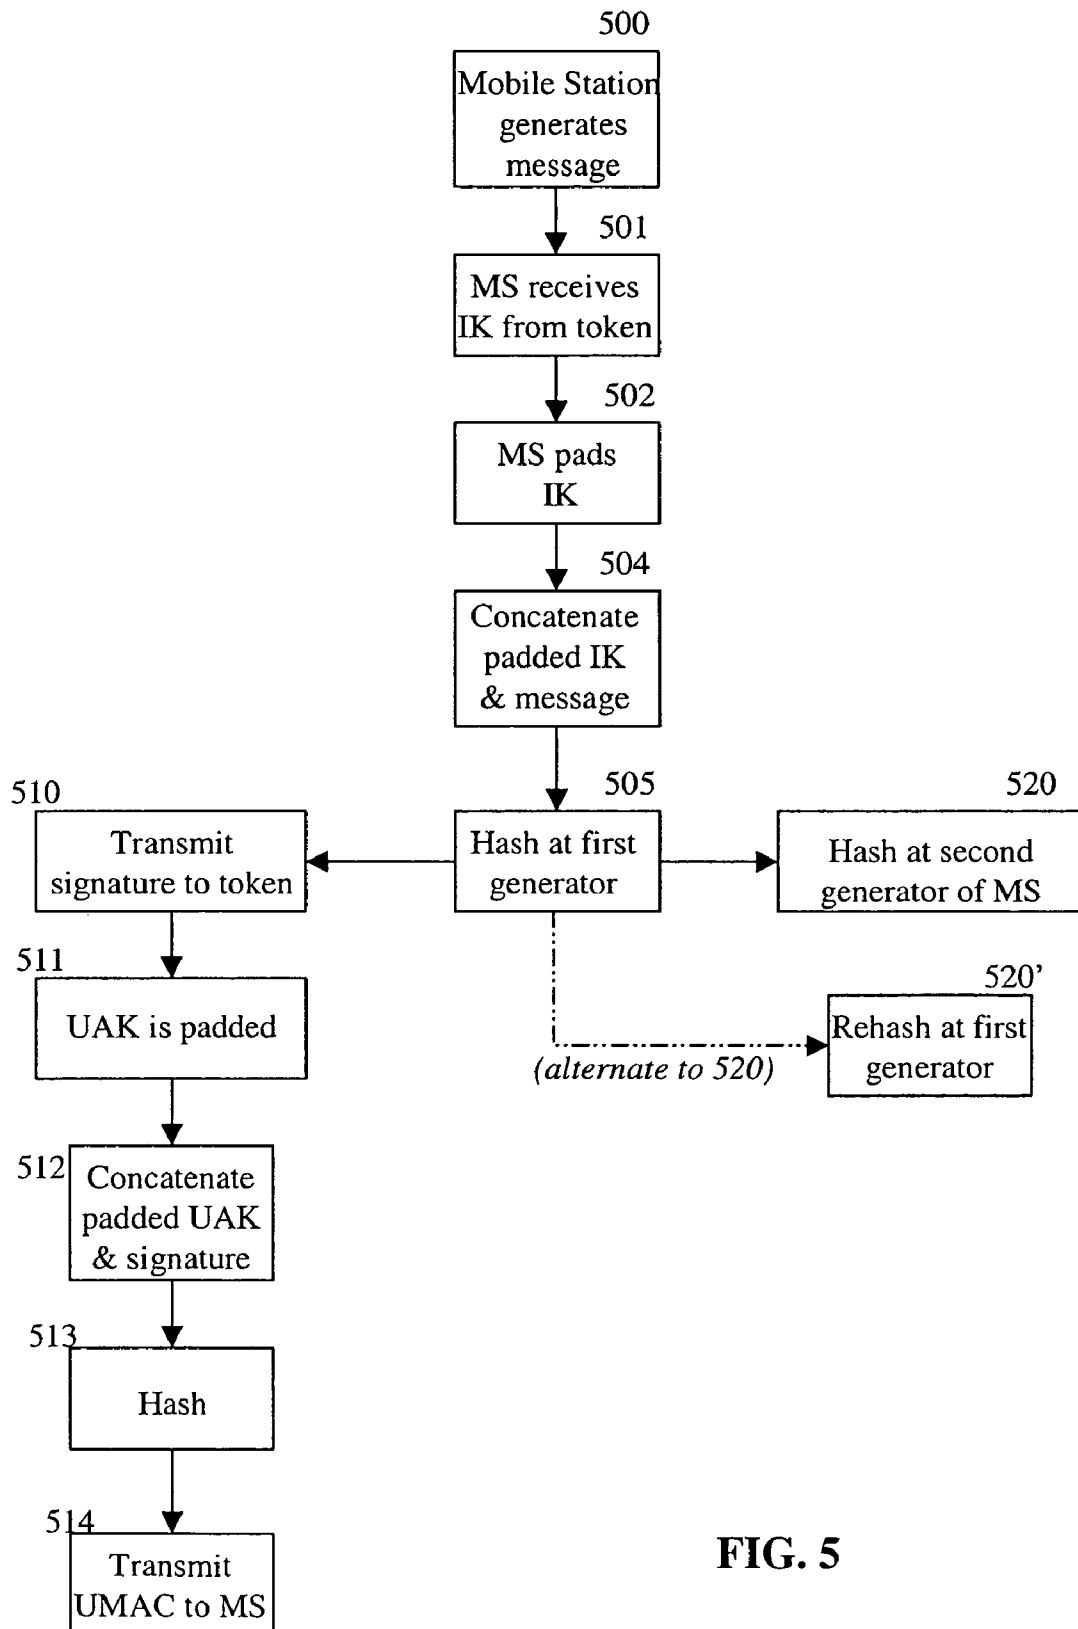 500
Mobile Station
generates
message
501
MS receives
IK from token
502
MS pads
IK
504
Concatenate
padded IK
& message
510
505
520
Transmit
signature to token
Hash at first
generator
Hash at second
generator of MS
511
UAK is padded
520’
Rehash at first
generator
(alternate to 520)
512
Concatenate
padded UAK
& signature
513
Hash
514
Transmit
UMAC to MS
FIG. 5